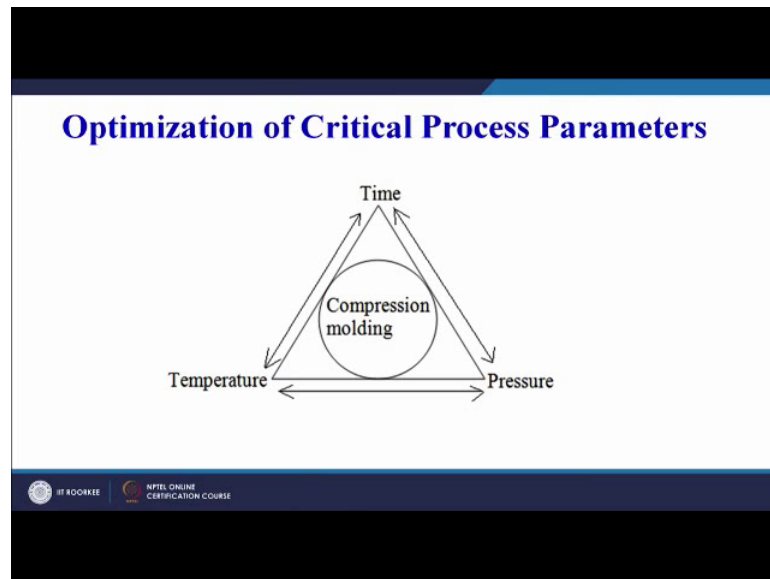 Optimization of Critical Process Parameters
Time
Compression
molding
Temperature
Pressure
IIT ROORKEE
NPTEL ONLINE
CERTIFICATION COURSE